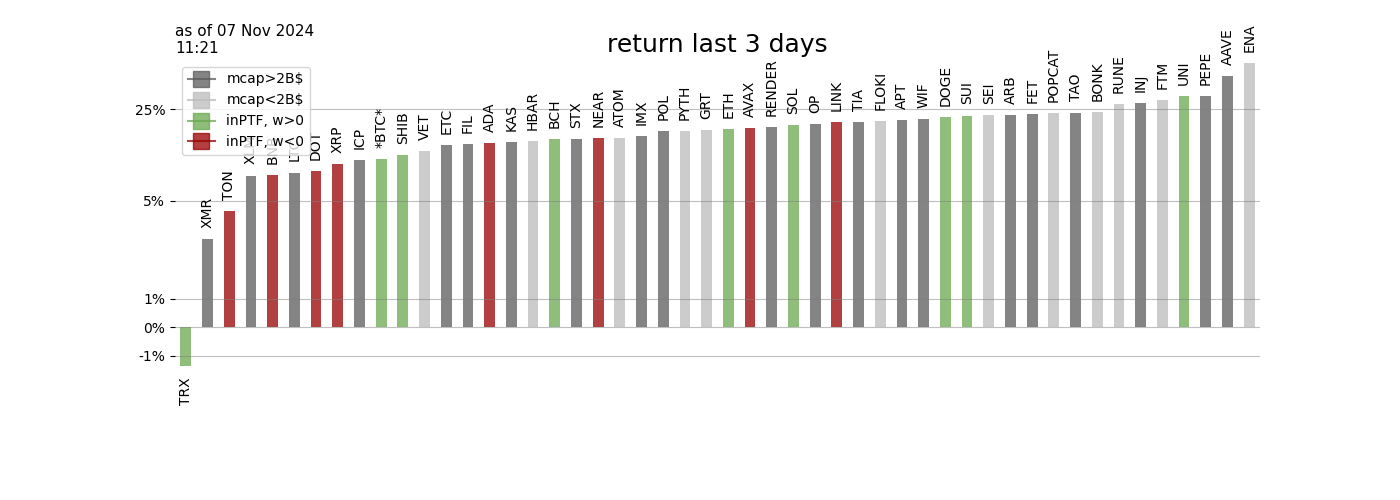 as of 07 Nov 2024
11:21
return last 3 days
mcap>2B$
mcap<2B$
inPTF, w>0
inPTF, w<0
25%
5%
1%
0%
-1%
TRX
XMR
TON
DOT
XRP
ICP
*BTC*
SHIB
VET
ETC
FIL
ADA
KAS
HBAR
BCH
STX
NEAR
ATOM
IMX
POL
PYTH
GRT
ETH
AVAX
RENDER
SOL
OP
LINK
TIA
FLOKI
APT
WIF
DOGE
SUI
SEI
ARB
FET
POPCAT
TAO
BONK
RUNE
INJ
FTM
UNI
PEPE
AAVE
ENA